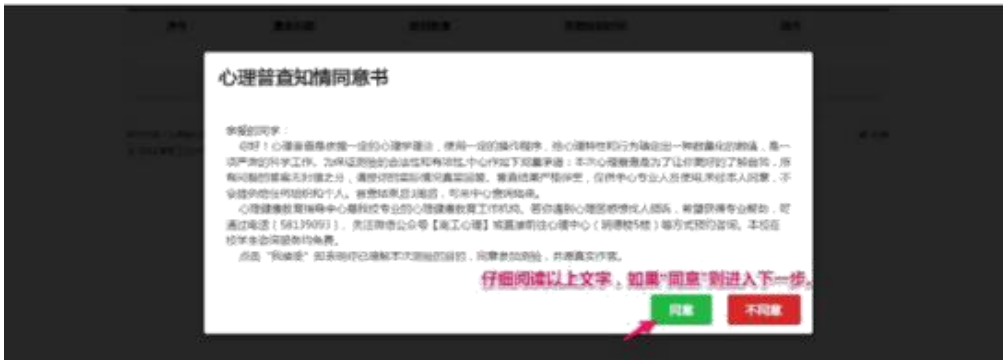 心理普查知情同意书
亲爱的同学：
你好！心理普查是依据一定的心理学理论，使用一定的操作程序，给心理特性和行为确定出一种数量化的数值，是一
项严肃的科学工作。为保证测验的合法性和有效性,中心作如下郑重承诺：本次心理普查是为了让你更好的了解自我，所
有问卷的答案无对错之分，请按你的实际情况真实回答。普查结果严格保密，仅供中心专业人员使用,未经本人同意，不
会提供给任何组织和个人。普查结束后，可来中心查询结果。
心理健康教育指导中心是我校专业的心理健康教育工作机构。若你遇到心理困惑想找人倾诉，希望获得专业帮助，可
通过电话（58139093）、关注微信公众号【南工心理】或直接前往心理中心（明德楼5楼）等方式预约咨询。本校在
校学生咨询服务均免费。
点击“我接受”如表明你已理解本次测验的目的，同意参加测验，并愿真实作答。
仔细阅读以上文字，如果“同意”则进入下一步。
同意
不同意